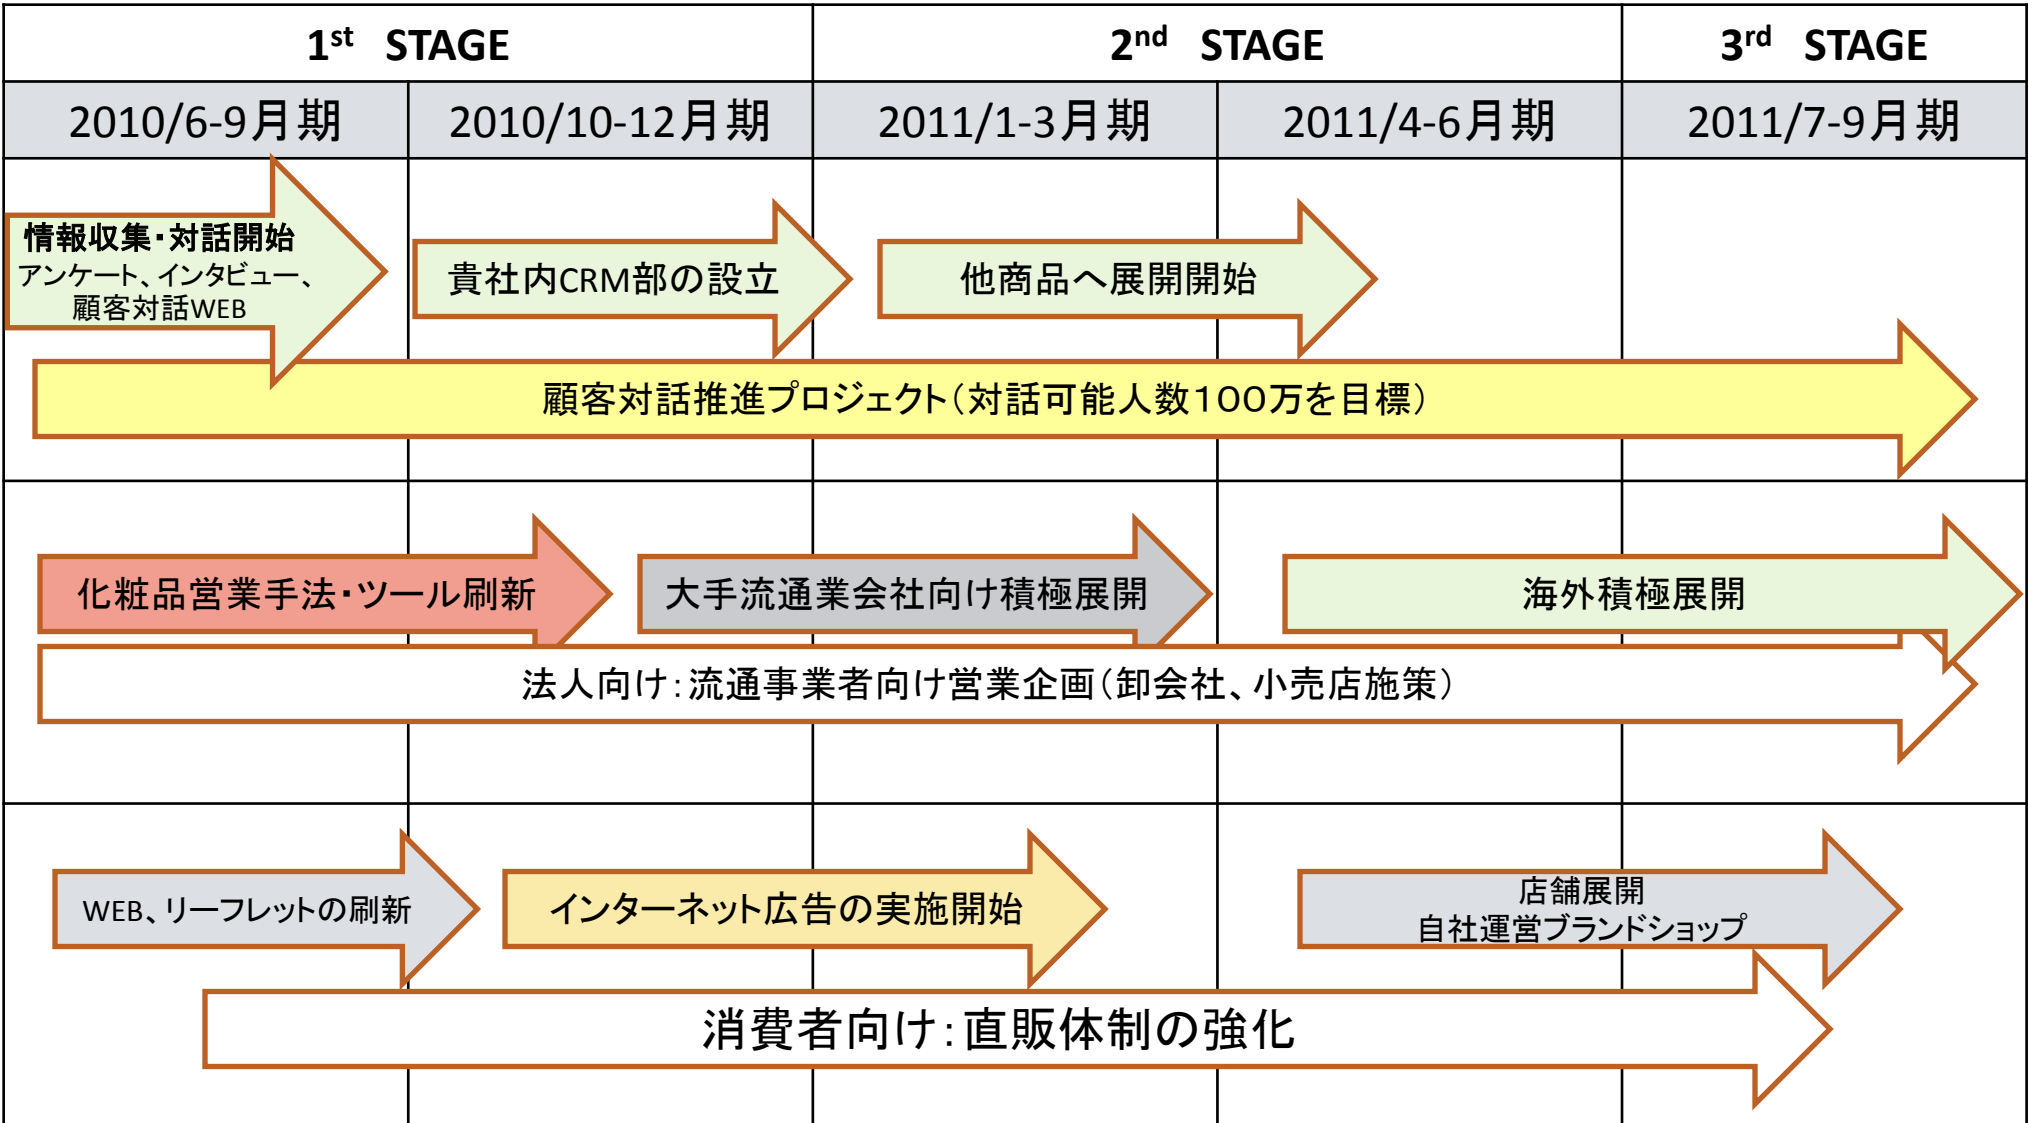 1st STAGE
2nd STAGE
3rd STAGE
2010/6-9月期
2010/10-12月期
2011/1-3月期
2011/4-6月期
2011/7-9月期
情報収集・対話開始
アンケート、インタビュー、
顧客対話WEB
貴社内CRM部の設立
他商品へ展開開始
顧客対話推進プロジェクト（対話可能人数１００万を目標）
化粧品営業手法・ツール刷新
大手流通業会社向け積極展開
海外積極展開
法人向け：流通事業者向け営業企画（卸会社、小売店施策）
WEB、リーフレットの刷新
インターネット広告の実施開始
店舗展開
自社運営ブランドショップ
消費者向け：直販体制の強化